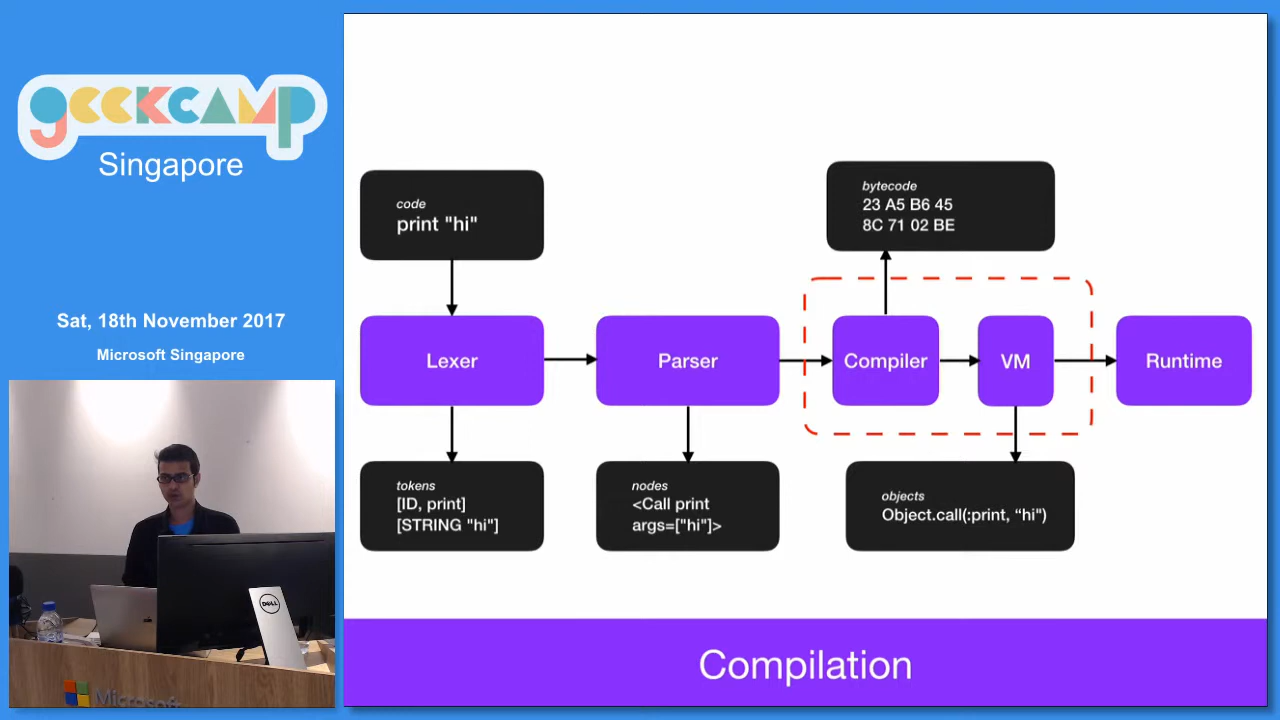 geekcamp
Singapore
Sat, 18th November 2017
Microsoft Singapore
DELL
Microsoft
code
print "hi"
bytecode
23 A5 B6 45
8C 71 02 BE
Lexer
Parser
Compiler
VM
Runtime
tokens
[ID, print]
[STRING "hi"]
nodes
<Call print
args=["hi"]>
objects
Object.call(:print, “hi")
Compilation